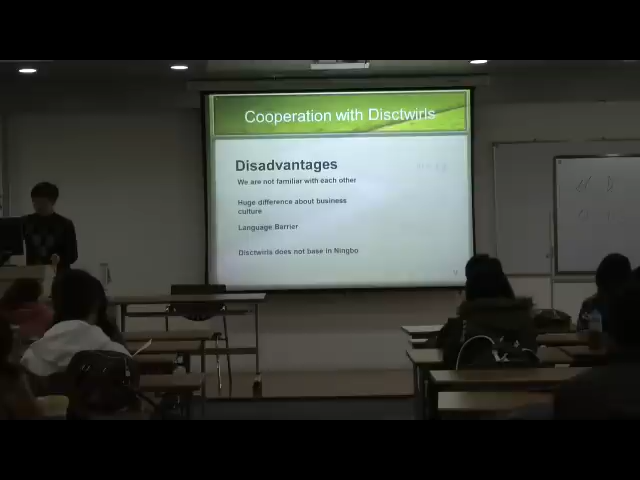 Cooperation with Disctwirls
Disadvantages
We are not familiar with each other
Huge difference about business
culture
Language Barrier
Disctwirls does not base in Ningbo